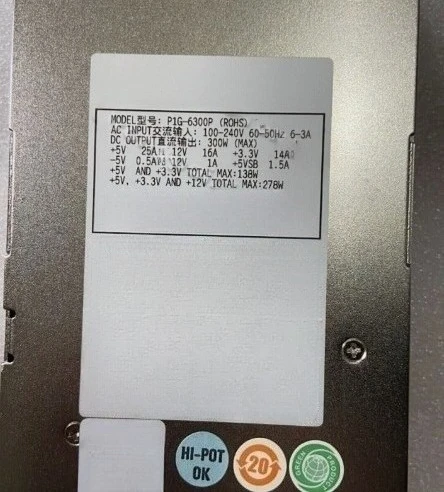 MODEL型号: P1G-6300P (ROHS)
AC INPUT交流输入: 100-240V 60-50Hz 6-3A
DC OUTPUT直流输出: 300W (MAX)
+5V 25A 12V 16A +3.3V 14A
-5V 0.5A 12V 1A +5VSB 1.5A
+5V AND +3.3V TOTAL MAX:138W
+5V, +3.3V AND +12V TOTAL MAX:278W
HI-POT
OK
20
GREEN
PRODUCT